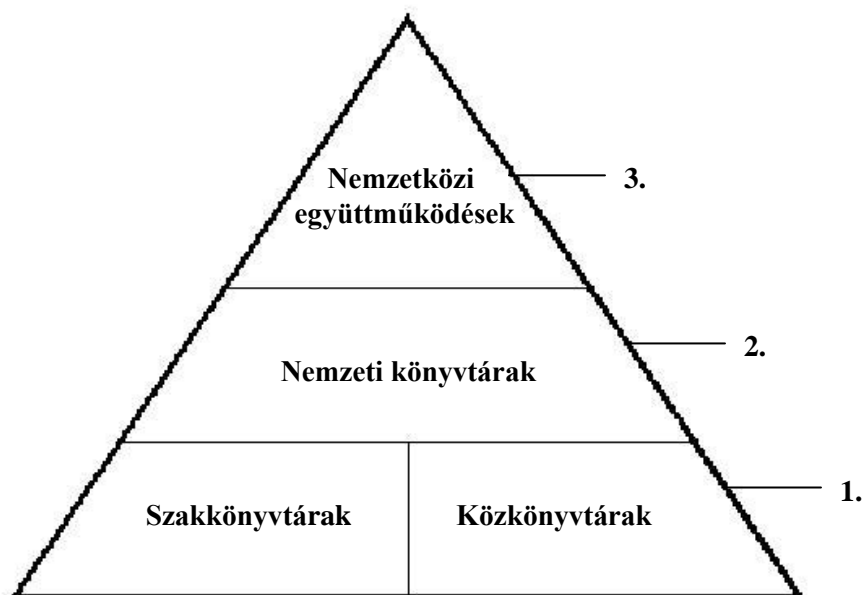 Nemzetközi
együttműködések
3.
Nemzeti könyvtárak
2.
Szakkönyvtárak
Közkönyvtárak
1.